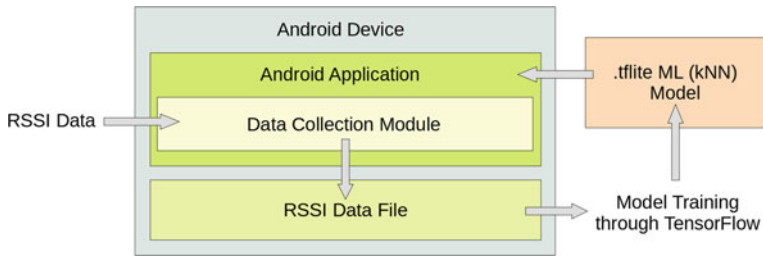 Android Device
Android Application
.tflite ML (kNN)
Model
RSSI Data
Data Collection Module
RSSI Data File
Model Training
through TensorFlow